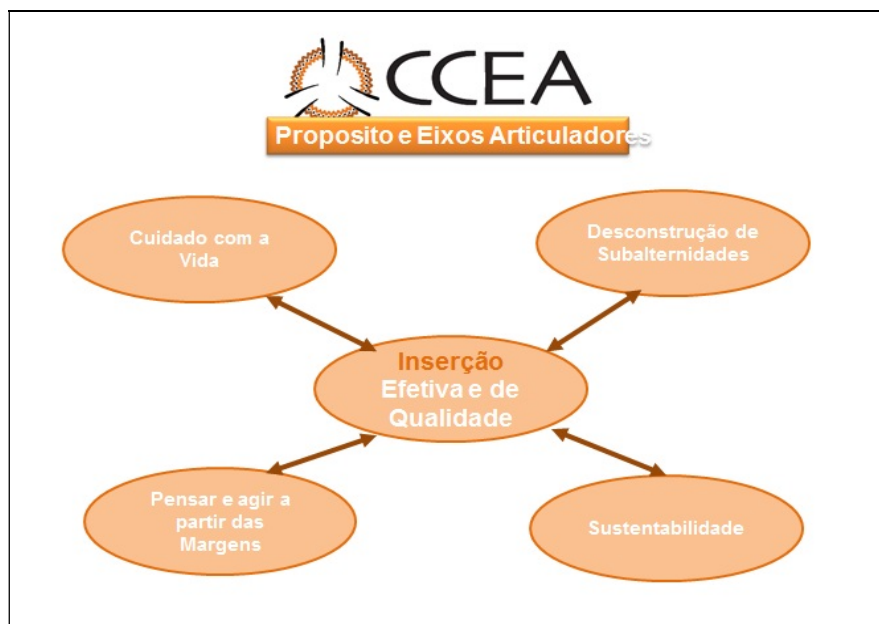 CCEA
Proposito e Eixos Articuladores
Cuidado com a
Vida
Desconstrução de
Subalternidades
Inserção
Efetiva e de
Qualidade
Pensar e agir a
partir das
Margens
Sustentabilidade